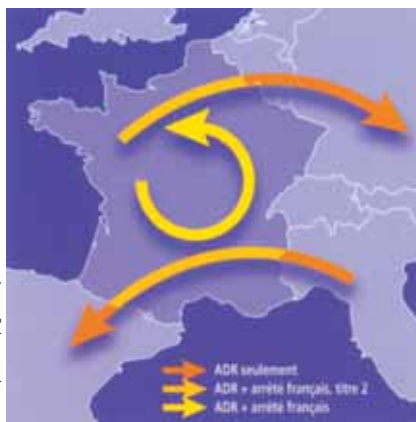 ADR seulement
ADR + arrêté français, titre 2
ADR + arrêté français